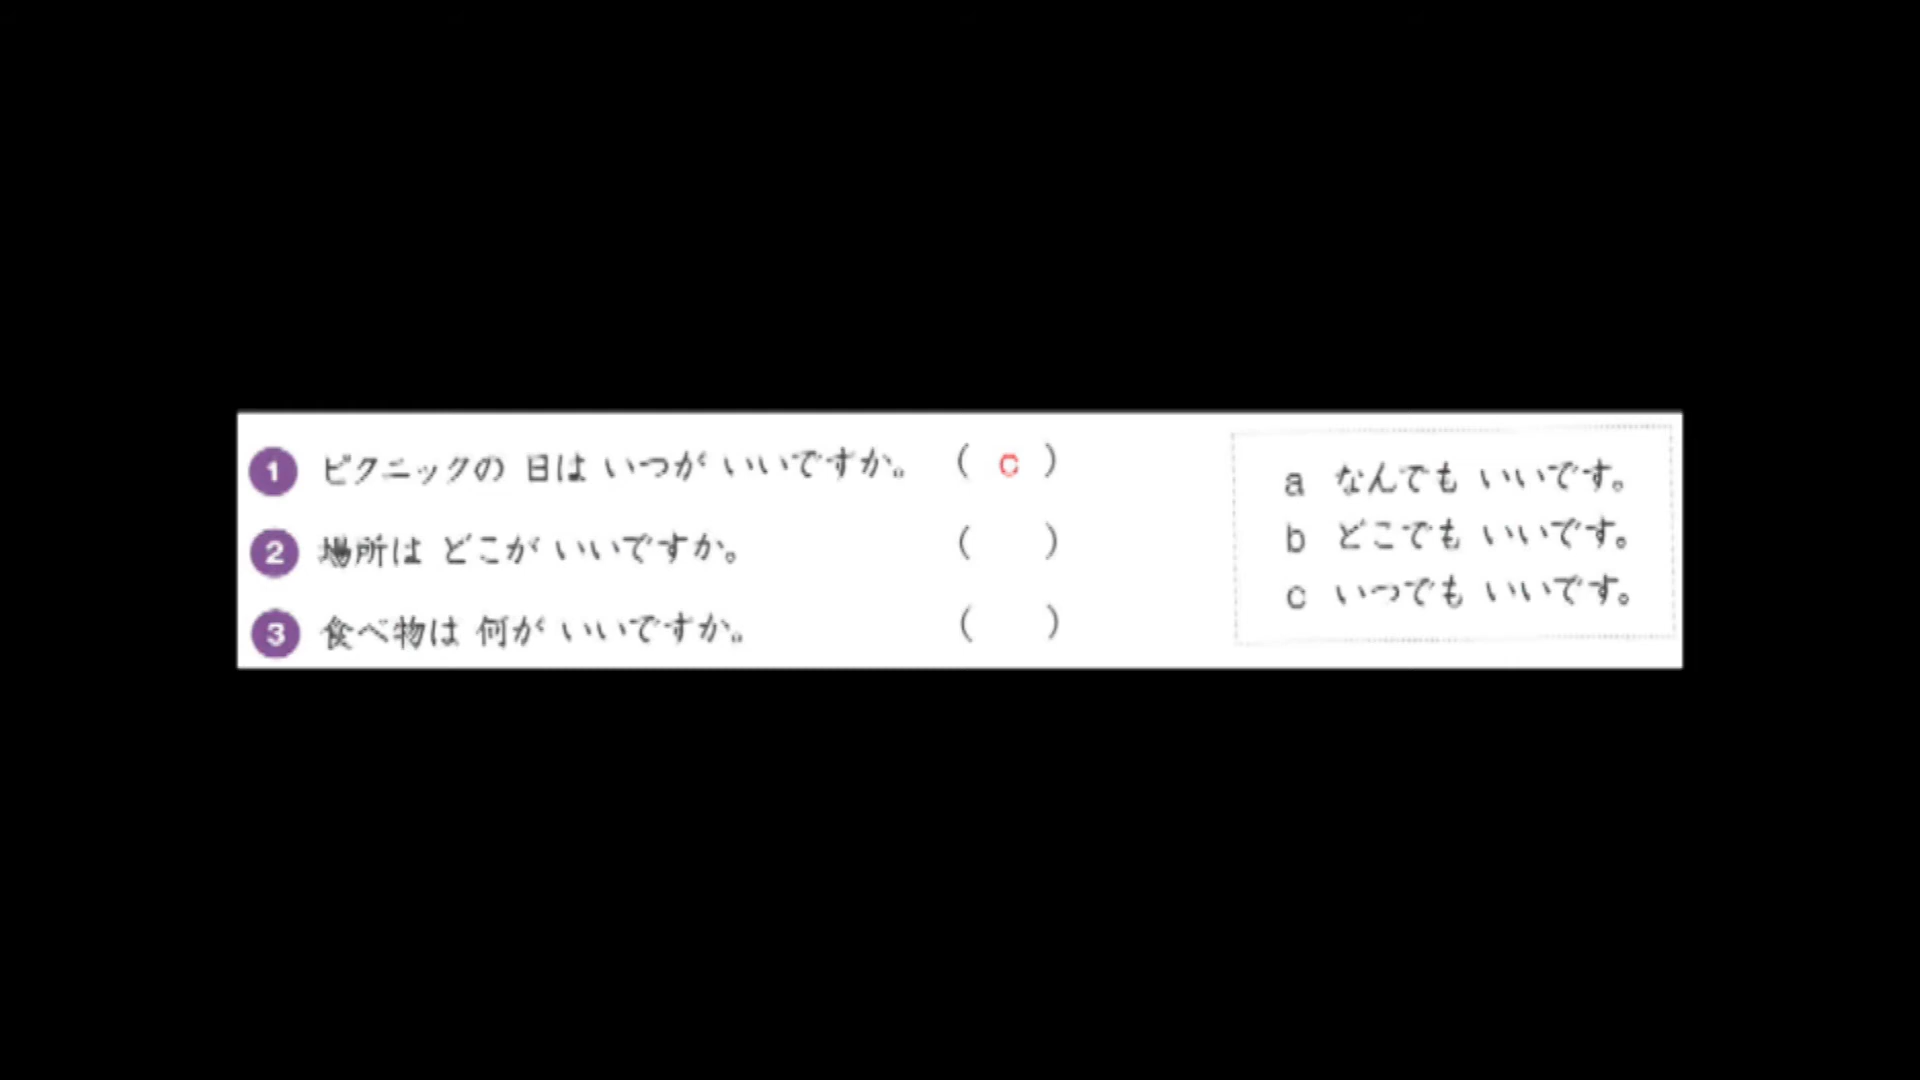 1 ピクニックの 日は いつが いいですか。 ( c )
2 場所は どこが いいですか。 ( )
3 食べ物は 何が いいですか。 ( )
a なんでも いいです。
b どこでも いいです。
c いつでも いいです。